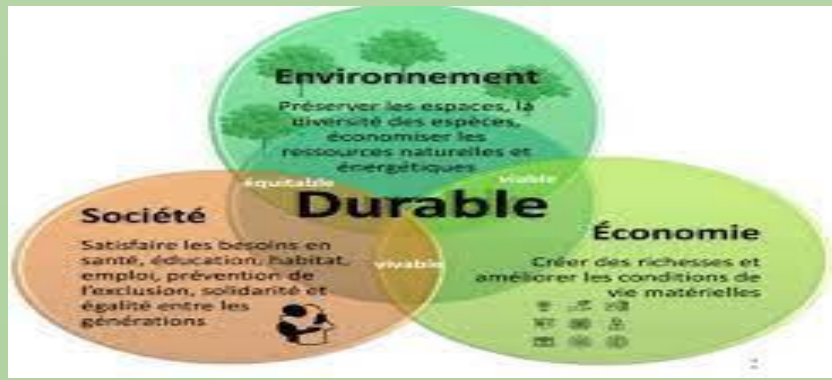 Environnement
Préserver les espaces, la
diversité des espèces,
économiser les
ressources naturelles et
énergétiques
équitable
viable
Durable
Société
Satisfaire les besoins en
santé, éducation, habitat,
emploi, prévention de
l'exclusion, solidarité et
égalité entre les
générations
vivable
Économie
Créer des richesses et
améliorer les conditions de
vie matérielles